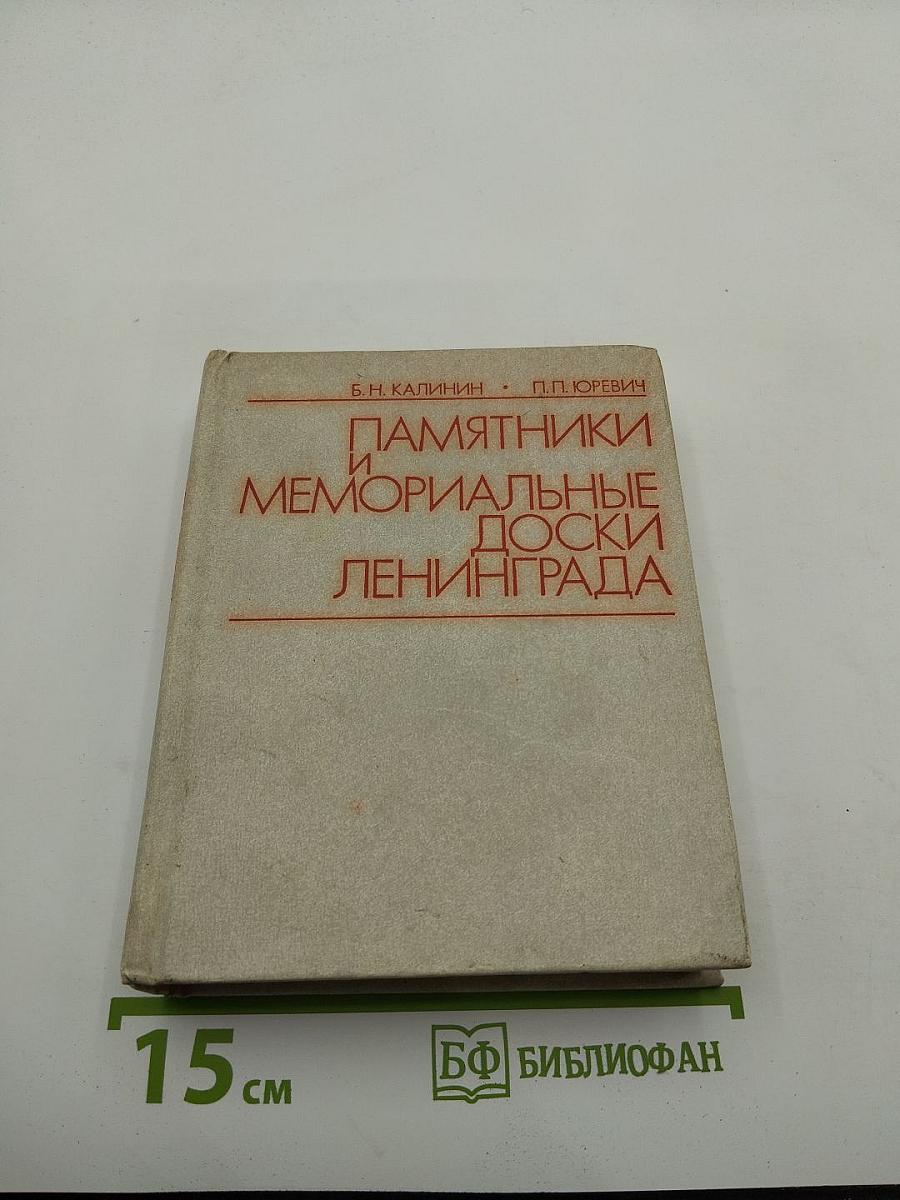 Б. Н. КАЛИНИН • П. П. ЮРЕВИЧ
ПАМЯТНИКИ
И
МЕМОРИАЛЬНЫЕ
ДОСКИ
ЛЕНИНГРАДА
15 см
БФ БИБЛИОФАН